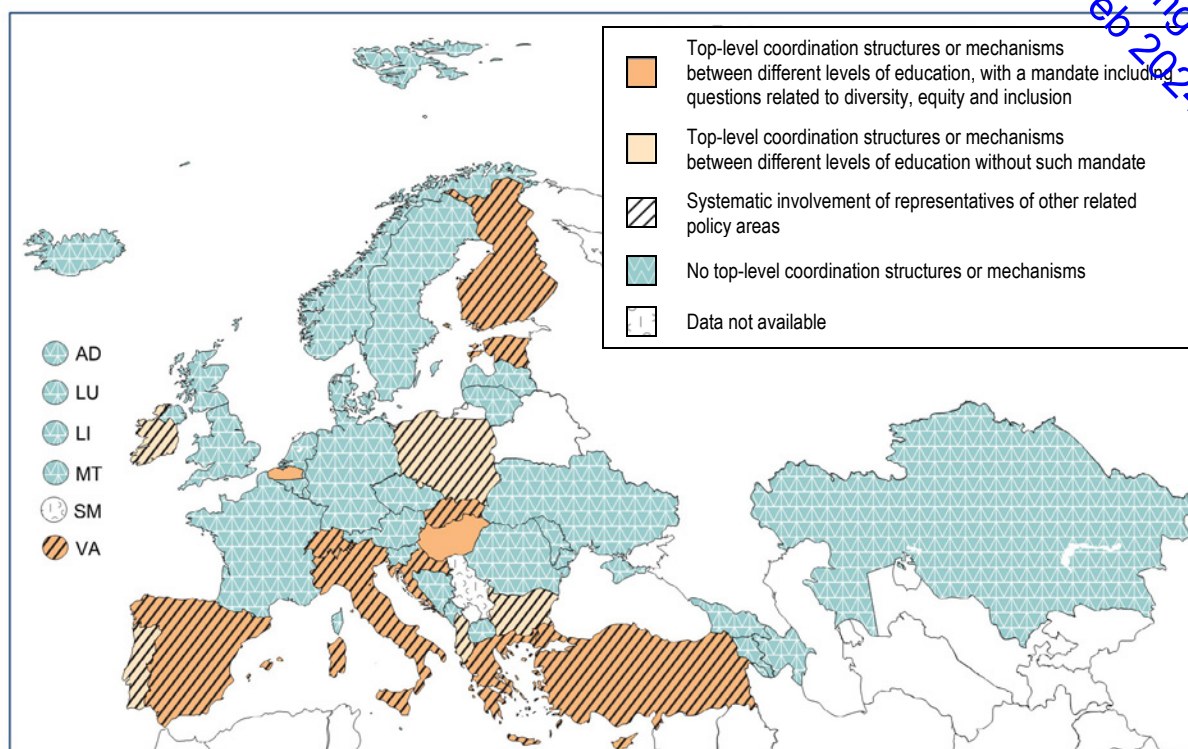 Top-level coordination structures or mechanisms
between different levels of education, with a mandate including
questions related to diversity, equity and inclusion
Top-level coordination structures or mechanisms
between different levels of education without such mandate
Systematic involvement of representatives of other related
policy areas
No top-level coordination structures or mechanisms
Data not available
AD
LU
LI
MT
SM
VA